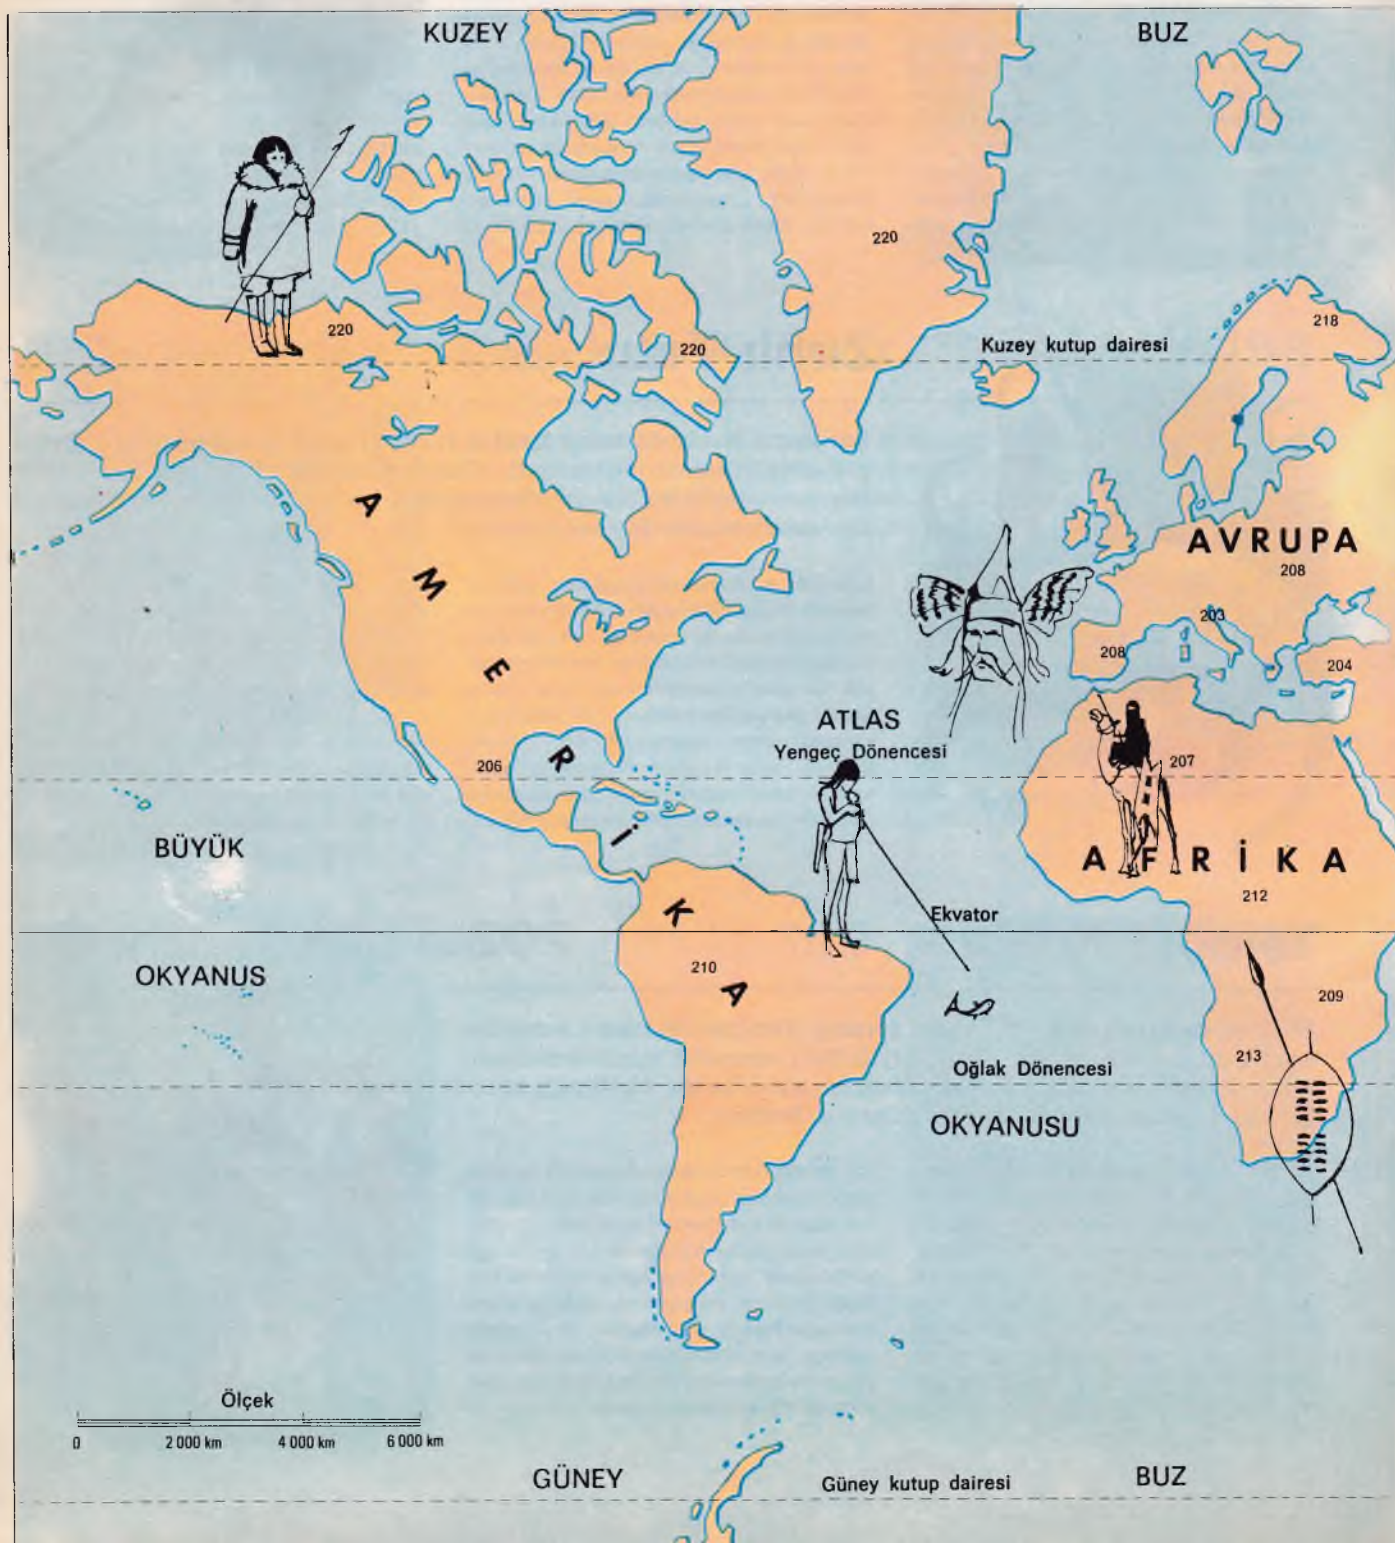 KUZEY
BUZ
220
220
220
218
Kuzey kutup dairesi
AMERİKA
AVRUPA
208
203
208
204
ATLAS
Yengeç Dönencesi
206
207
BÜYÜK
AFRİKA
212
Ekvator
OKYANUS
210
209
213
Oğlak Dönencesi
OKYANUSU
Ölçek
0 2 000 km 4 000 km 6 000 km
GÜNEY
Güney kutup dairesi
BUZ